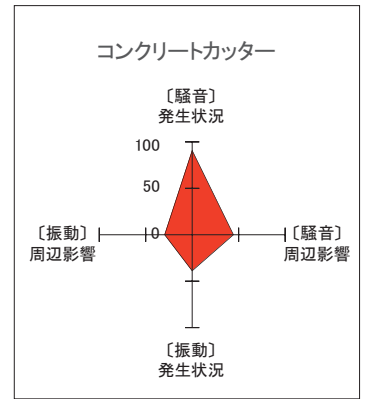 コンクリートカッター
〔騒音〕
発生状況
100
50
0
〔振動〕
周辺影響
〔騒音〕
周辺影響
〔振動〕
発生状況